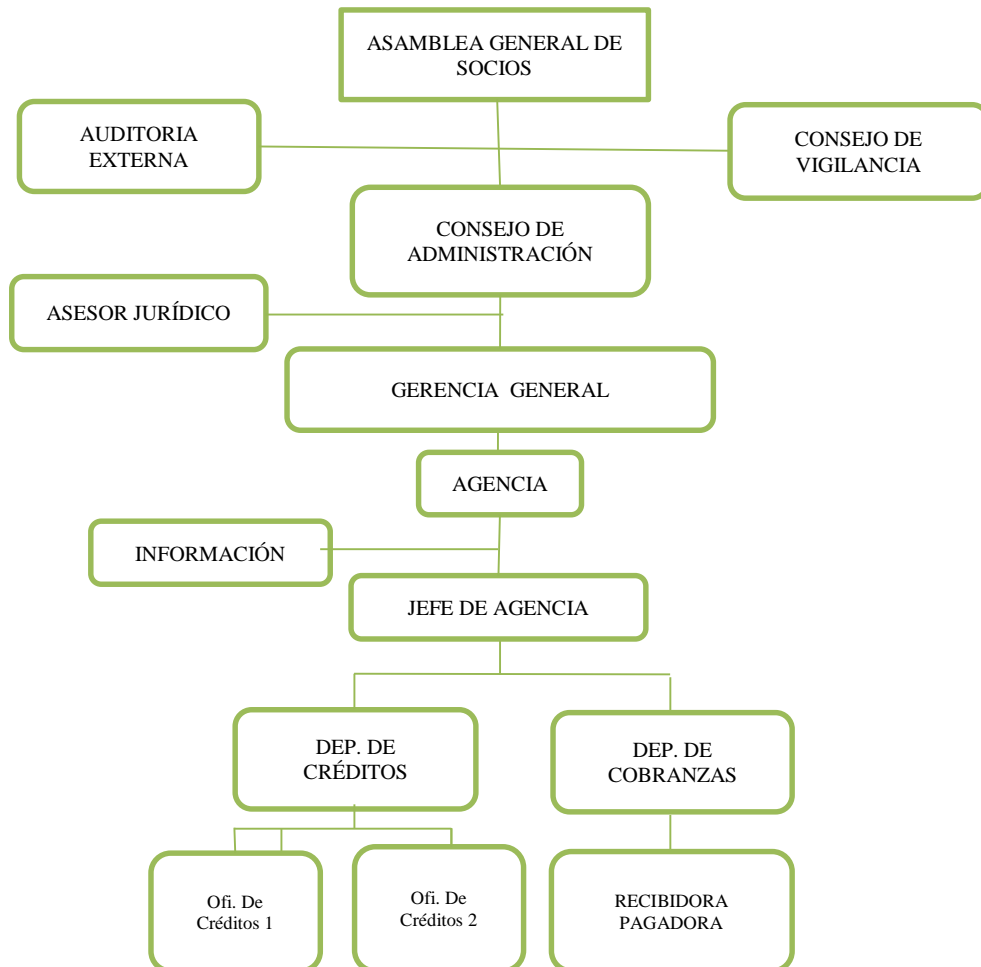 ASAMBLEA GENERAL DE
SOCIOS
AUDITORIA
EXTERNA
CONSEJO DE
VIGILANCIA
CONSEJO DE
ADMINISTRACIÓN
ASESOR JURÍDICO
GERENCIA GENERAL
AGENCIA
INFORMACIÓN
JEFE DE AGENCIA
DEP. DE
CRÉDITOS
DEP. DE
COBRANZAS
Ofi. De
Créditos 1
Ofi. De
Créditos 2
RECIBIDORA
PAGADORA